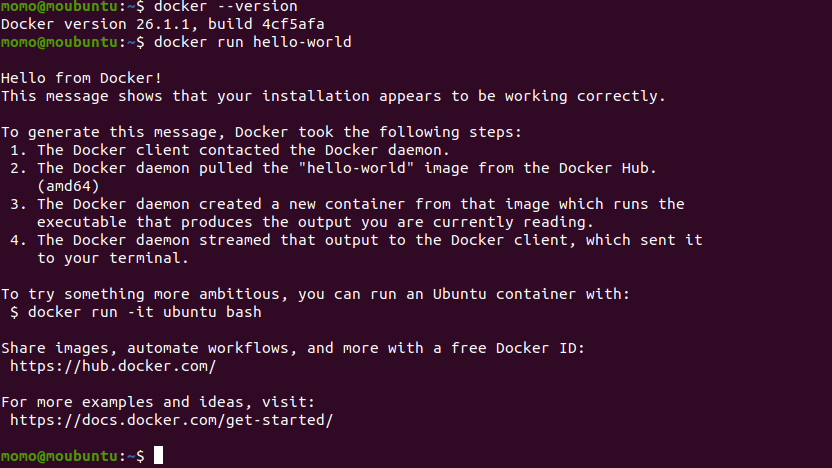 momo@moubuntu:~$ docker --version
Docker version 26.1.1, build 4cf5afa
momo@moubuntu:~$ docker run hello-world
Hello from Docker!
This message shows that your installation appears to be working correctly.
To generate this message, Docker took the following steps:
1. The Docker client contacted the Docker daemon.
2. The Docker daemon pulled the "hello-world" image from the Docker Hub.
(amd64)
3. The Docker daemon created a new container from that image which runs the
executable that produces the output you are currently reading.
4. The Docker daemon streamed that output to the Docker client, which sent it
to your terminal.
To try something more ambitious, you can run an Ubuntu container with:
$ docker run -it ubuntu bash
Share images, automate workflows, and more with a free Docker ID:
https://hub.docker.com/
For more examples and ideas, visit:
https://docs.docker.com/get-started/
momo@moubuntu:~$